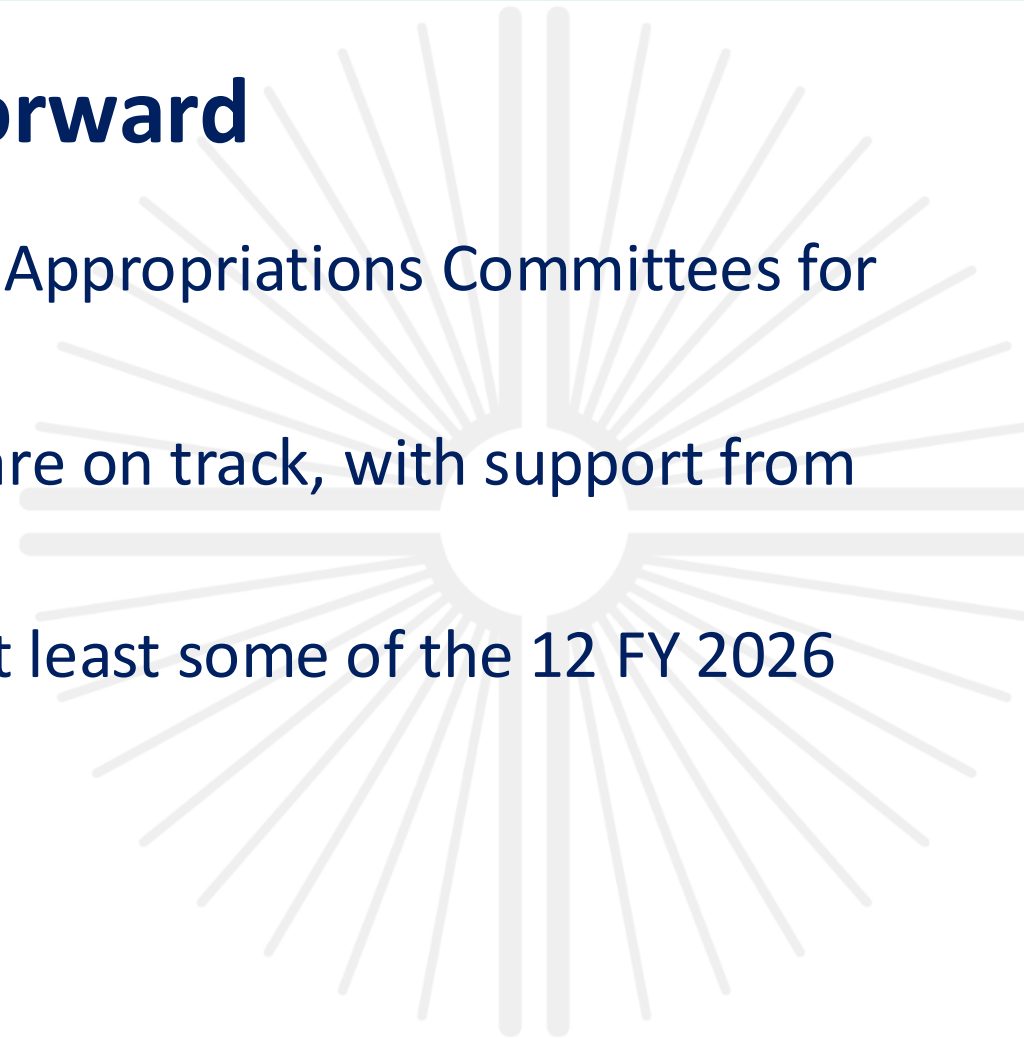 orward
Appropriations Committees for
are on track, with support from
t least some of the 12 FY 2026